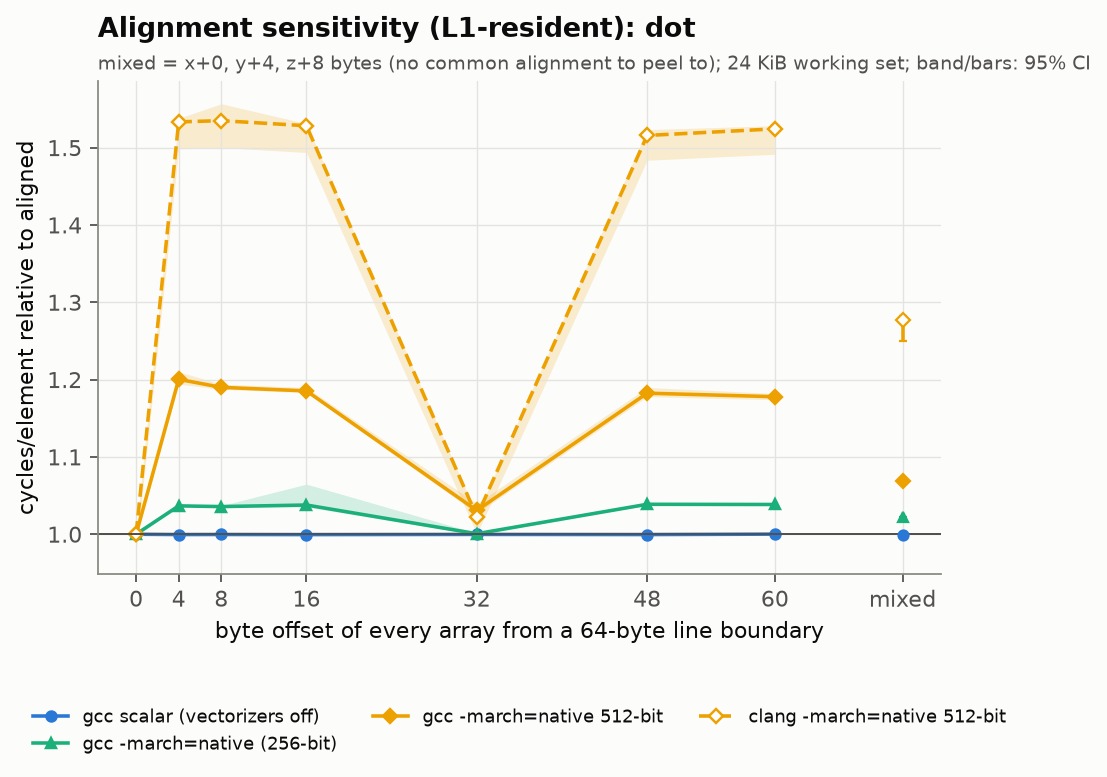 Alignment sensitivity (L1-resident): dot
mixed = x+0, y+4, z+8 bytes (no common alignment to peel to); 24 KiB working set; band/bars: 95% CI
cycles/element relative to aligned
1.5
1.4
1.3
1.2
1.1
1.0
0 4 8 16 32 48 60 mixed
byte offset of every array from a 64-byte line boundary
gcc scalar (vectorizers off)
gcc -march=native 512-bit
clang -march=native 512-bit
gcc -march=native (256-bit)